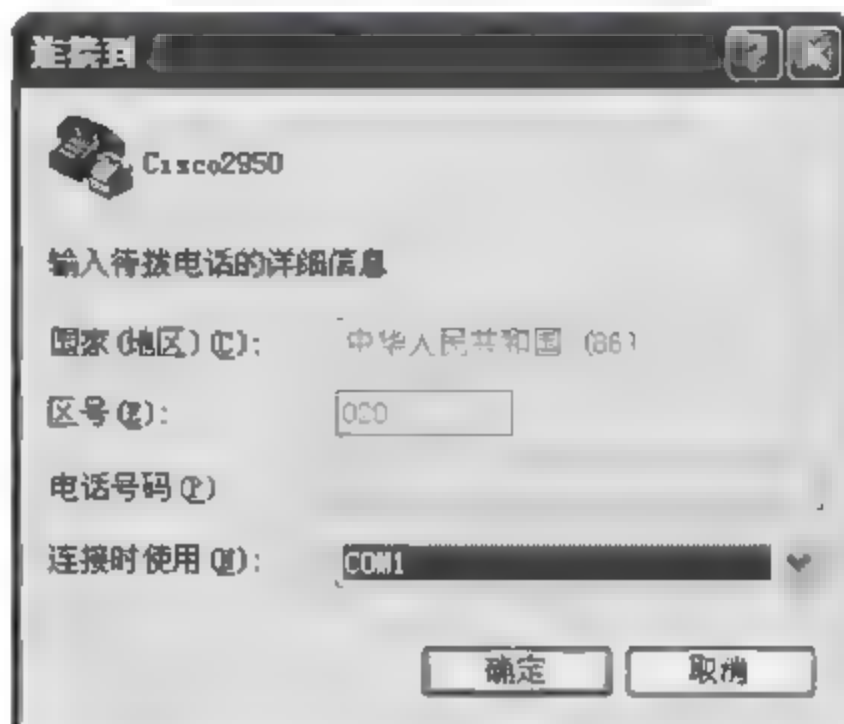 连接到
Cisco2950
输入待拨电话的详细信息
国家(地区)(C): 中华人民共和国 (86)
区号(E): 020
电话号码(P)
连接时使用(N): COM1
确定 取消